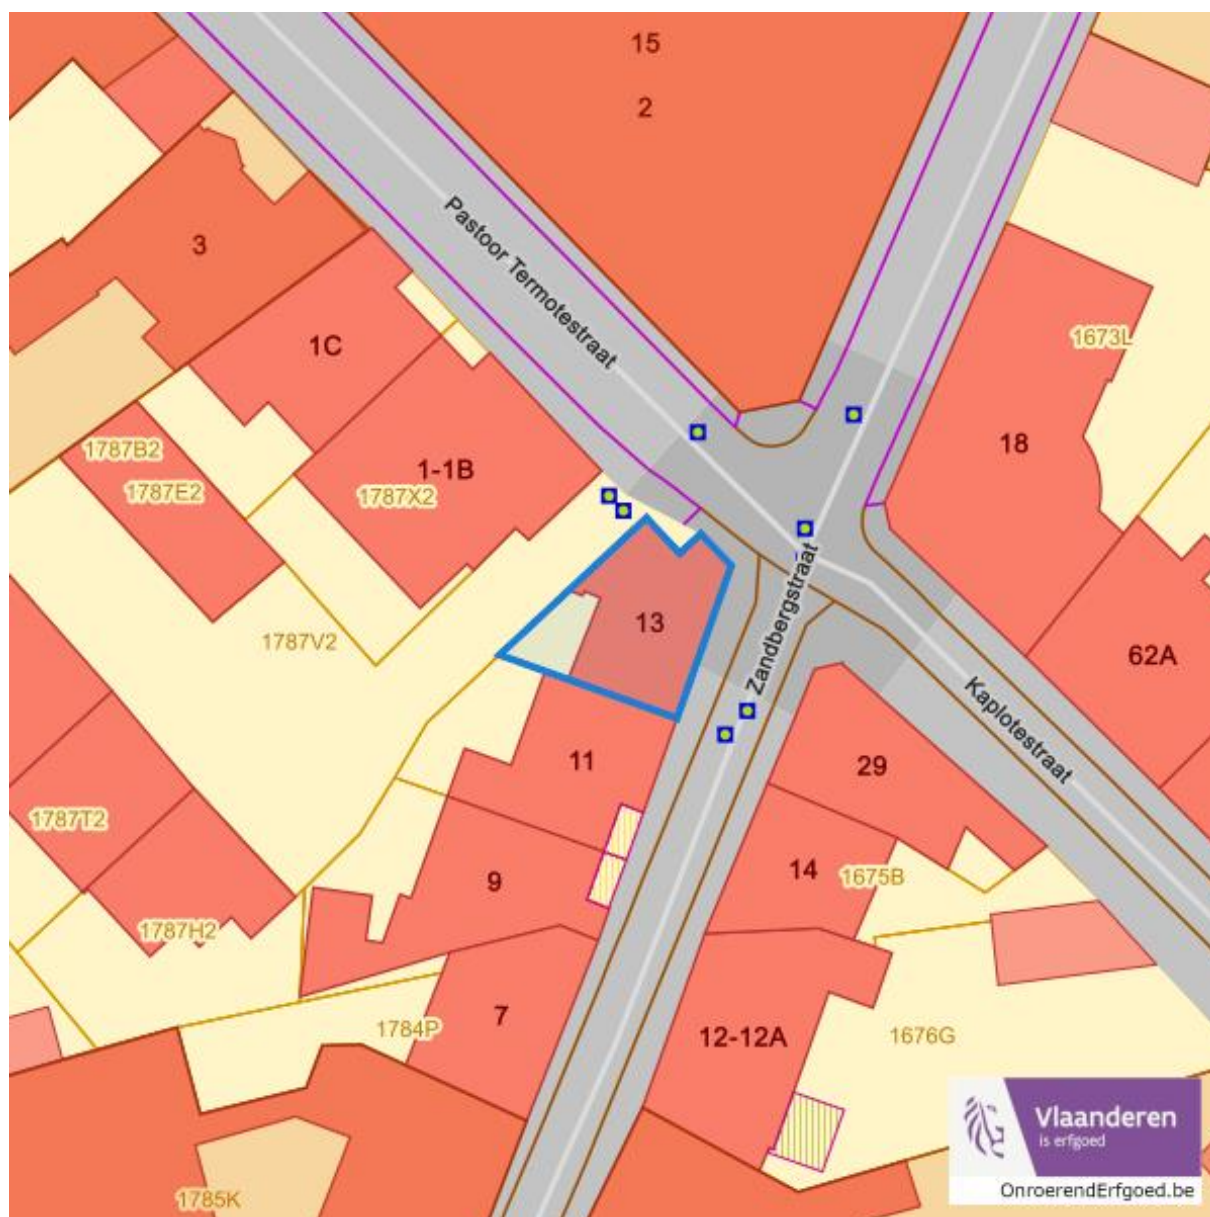 15
2
Pastoor Termotestraat
3
1C
1673L
1787B2
1787E2
1-1B
1787X2
18
Zandbergstraat
13
1787V2
62A
Kaplotestraat
11
29
1787T2
14
1675B
9
1787H2
7
1784P
12-12A
1676G
1785K
Vlaanderen
is erfgoed
OnroerendErfgoed.be